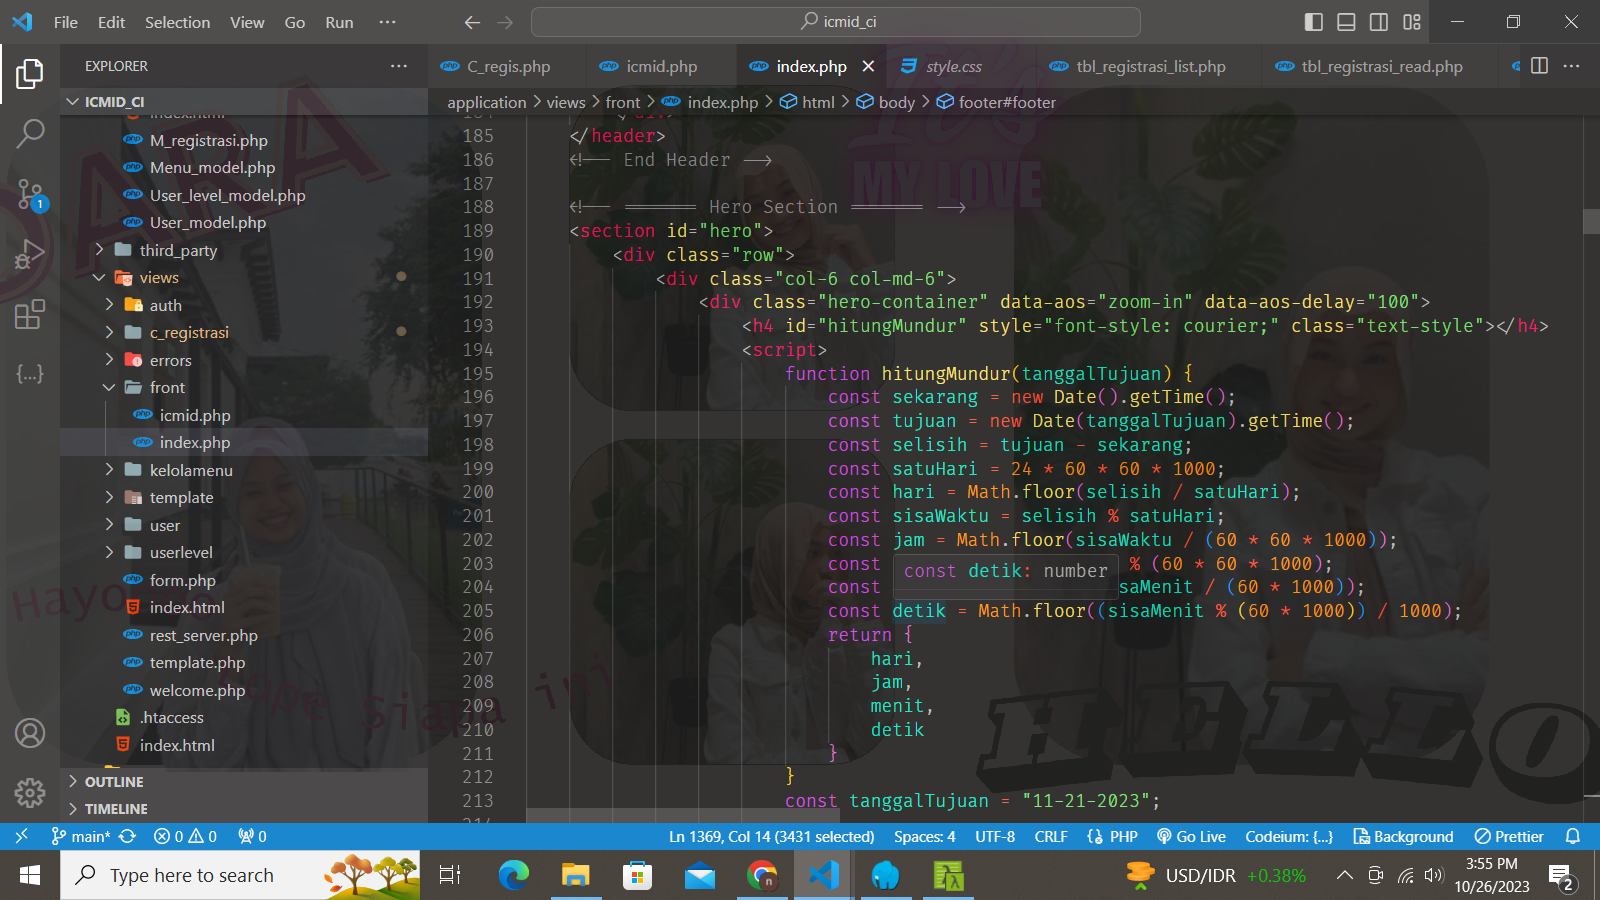 File Edit Selection View Go Run ···
icmid_ci
EXPLORER
ICMID_CI
index.html
M_registrasi.php
Menu_model.php
User_level_model.php
User_model.php
third_party
views
auth
c_registrasi
errors
front
icmid.php
index.php
kelolamenu
template
user
userlevel
form.php
index.html
rest_server.php
template.php
welcome.php
.htaccess
index.html
OUTLINE
TIMELINE
C_regis.php icmid.php index.php style.css tbl_registrasi_list.php tbl_registrasi_read.php
application > views > front > index.php > html > body > footer#footer
185 </header>
186 <!-- End Header -->
187
188 <!-- ======= Hero Section ======= -->
189 <section id="hero">
190 <div class="row">
191 <div class="col-6 col-md-6">
192 <div class="hero-container" data-aos="zoom-in" data-aos-delay="100">
193 <h4 id="hitungMundur" style="font-style: courier;" class="text-style"></h4>
194 <script>
195 function hitungMundur(tanggalTujuan) {
196 const sekarang = new Date().getTime();
197 const tujuan = new Date(tanggalTujuan).getTime();
198 const selisih = tujuan - sekarang;
199 const satuHari = 24 * 60 * 60 * 1000;
200 const hari = Math.floor(selisih / satuHari);
201 const sisaWaktu = selisih % satuHari;
202 const jam = Math.floor(sisaWaktu / (60 * 60 * 1000));
203 const % (60 * 60 * 1000);
const detik: number
204 const saMenit / (60 * 1000));
205 const detik = Math.floor((sisaMenit % (60 * 1000)) / 1000);
206 return {
207 hari,
208 jam,
209 menit,
210 detik
211 }
212 }
213 const tanggalTujuan = "11-21-2023";
MY LOVE
HELLO
Siapa ini
main* 0 0 0
Ln 1369, Col 14 (3431 selected) Spaces: 4 UTF-8 CRLF PHP Go Live Codeium: {...} Background Prettier
Type here to search
USD/IDR +0.38%
3:55 PM
10/26/2023
2